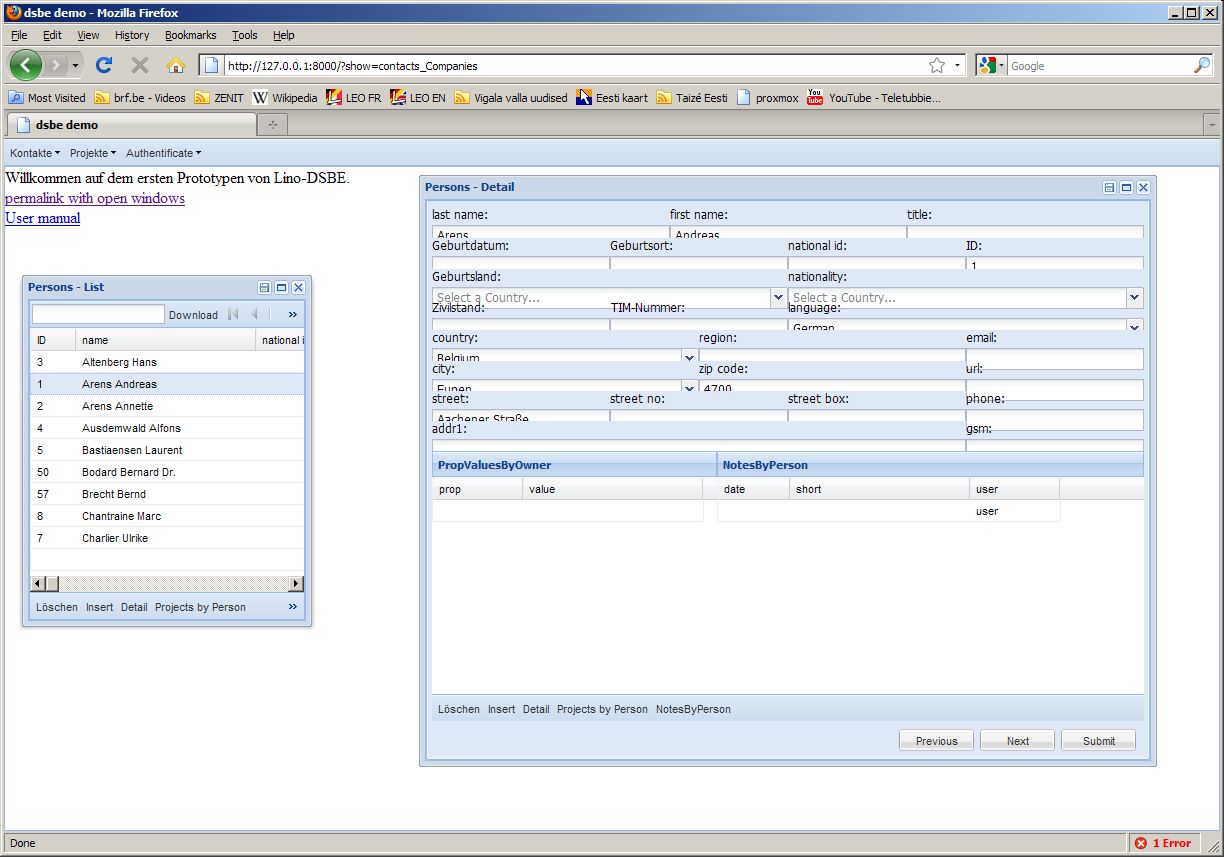 dsbe demo - Mozilla Firefox
File Edit View History Bookmarks Tools Help
http://127.0.0.1:8000/?show=contacts_Companies
Google
Most Visited brf.be - Videos ZENIT Wikipedia LEO FR LEO EN Vigala valla uudised Eesti kaart Taizé Eesti proxmox YouTube - Teletubbie...
dsbe demo
Kontakte Projekte Authentificate
Willkommen auf dem ersten Prototypen von Lino-DSBE.
permalink with open windows
User manual
Persons - List
Download
ID name national i
3 Altenberg Hans
1 Arens Andreas
2 Arens Annette
4 Ausdemwald Alfons
5 Bastiaensen Laurent
50 Bodard Bernard Dr.
57 Brecht Bernd
8 Chantraine Marc
7 Charlier Ulrike
Löschen Insert Detail Projects by Person
Persons - Detail
last name: first name: title:
Arens Andreas
Geburtdatum: Geburtsort: national id: ID:
1
Geburtsland: nationality:
Select a Country... Select a Country...
Zivilstand: TIM-Nummer: language:
German
country: region: email:
Belgium
city: zip code: url:
Eupen 4700
street: street no: street box: phone:
Aachener Straße
addr1: gsm:
PropValuesByOwner NotesByPerson
prop value date short user
user
Löschen Insert Detail Projects by Person NotesByPerson
Previous Next Submit
Done
1 Error